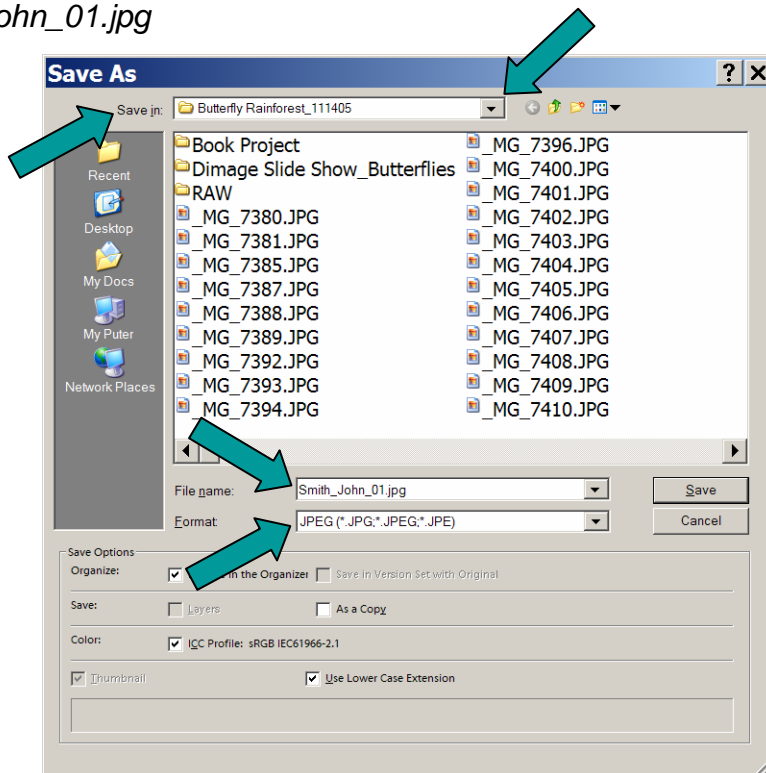 ohn_01.jpg
Save As
Save in:
Butterfly Rainforest_111405
Recent
Desktop
My Docs
My Puter
Network Places
Book Project
Dimage Slide Show_Butterflies
RAW
_MG_7380.JPG
_MG_7381.JPG
_MG_7385.JPG
_MG_7387.JPG
_MG_7388.JPG
_MG_7389.JPG
_MG_7392.JPG
_MG_7393.JPG
_MG_7394.JPG
_MG_7396.JPG
_MG_7400.JPG
_MG_7401.JPG
_MG_7402.JPG
_MG_7403.JPG
_MG_7404.JPG
_MG_7405.JPG
_MG_7406.JPG
_MG_7407.JPG
_MG_7408.JPG
_MG_7409.JPG
_MG_7410.JPG
File name:
Smith_John_01.jpg
Save
Format:
JPEG (*.JPG;*.JPEG;*.JPE)
Cancel
Save Options
Organize:
in the Organizer
Save in Version Set with Original
Save:
Layers
As a Copy
Color:
ICC Profile: sRGB IEC61966-2.1
Thumbnail
Use Lower Case Extension